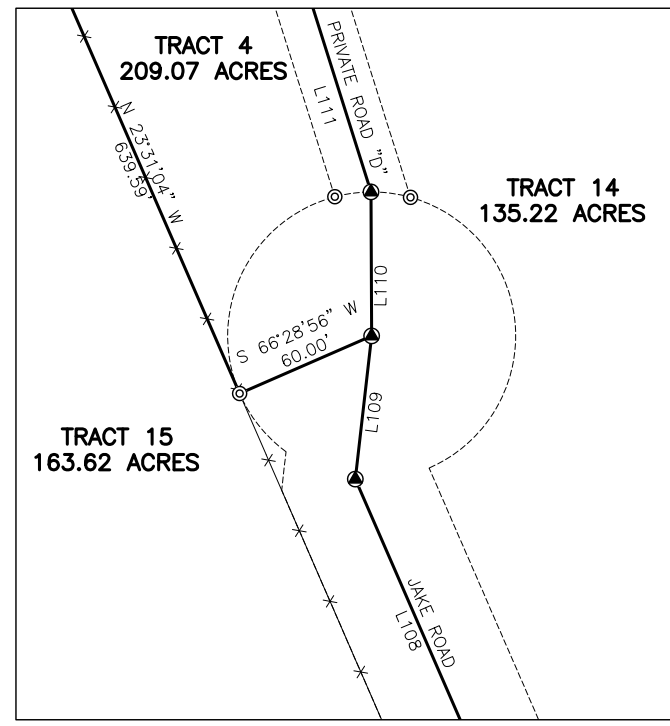 TRACT 4
209.07 ACRES
PRIVATE ROAD "D"
L111
N 23°31'04" W
639.59'
TRACT 14
135.22 ACRES
L110
S 66°28'56" W
60.00'
L109
TRACT 15
163.62 ACRES
JAKE ROAD
L108